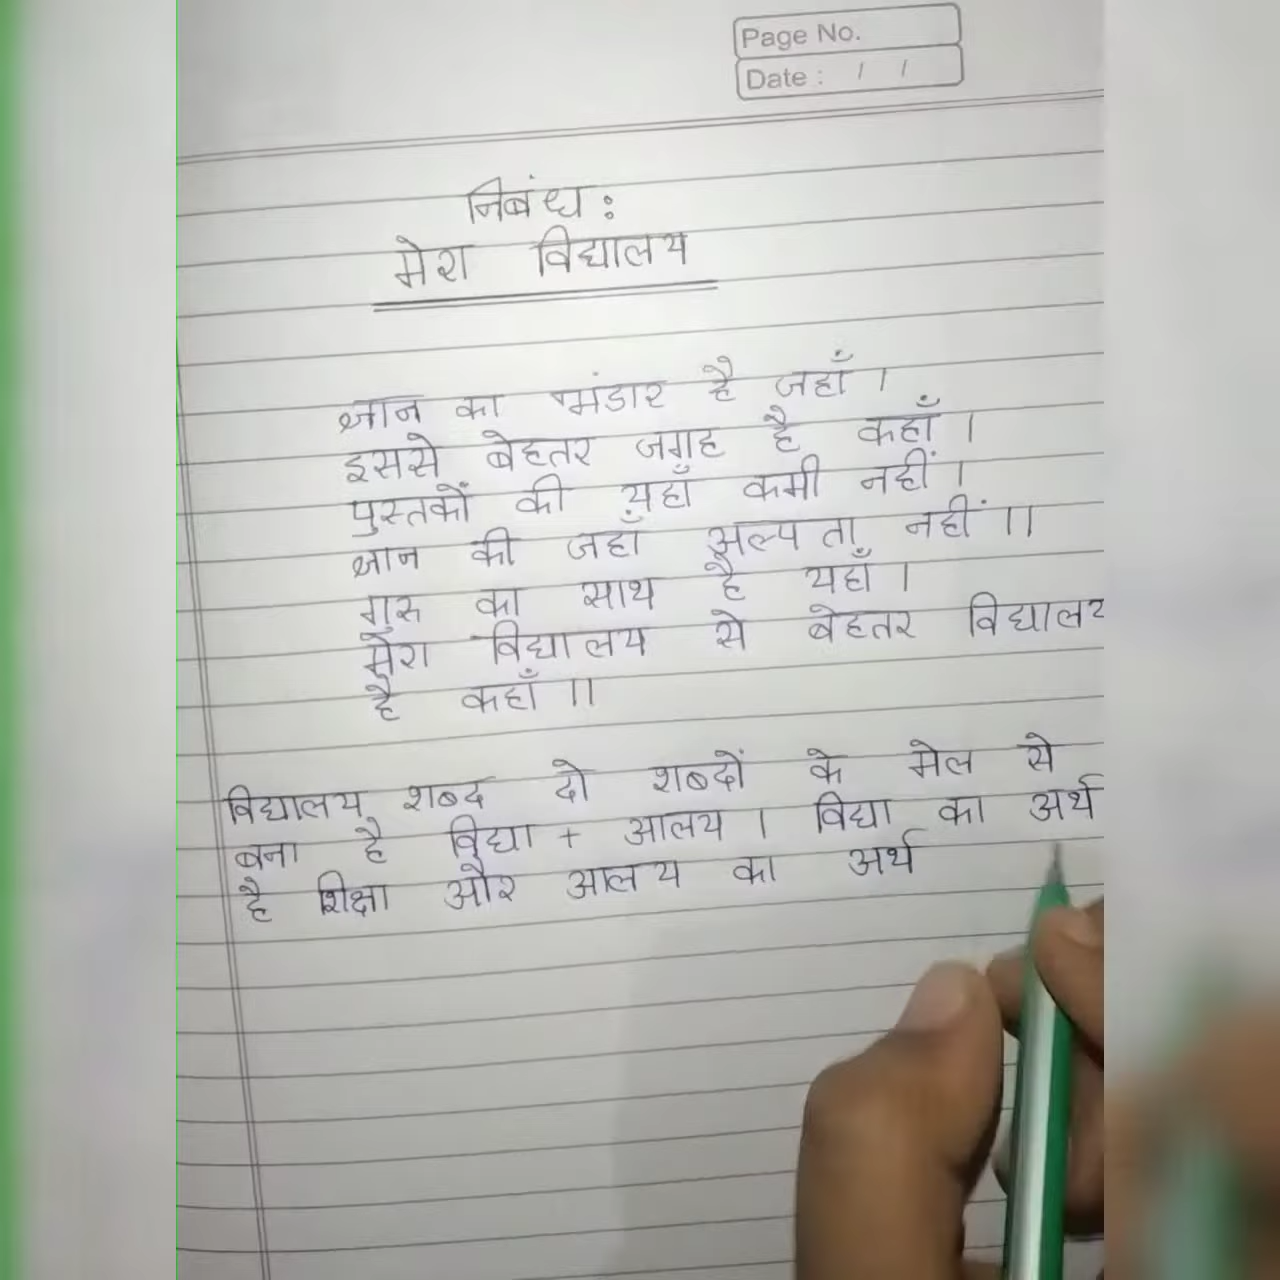 Page No.
Date : / /
निबंध :
मेरा विद्यालय
ज्ञान का भंडार है जहाँ ।
इससे बेहतर जगह है कहाँ ।
पुस्तकों की यहाँ कमी नहीं ।
ज्ञान की जहाँ अल्पता नहीं ।।
गुरु का साथ है यहाँ ।
मेरा विद्यालय से बेहतर विद्यालय
है कहाँ ।।
विद्यालय शब्द दो शब्दों के मेल से
बना है विद्या + आलय । विद्या का अर्थ
है शिक्षा और आलय का अर्थ